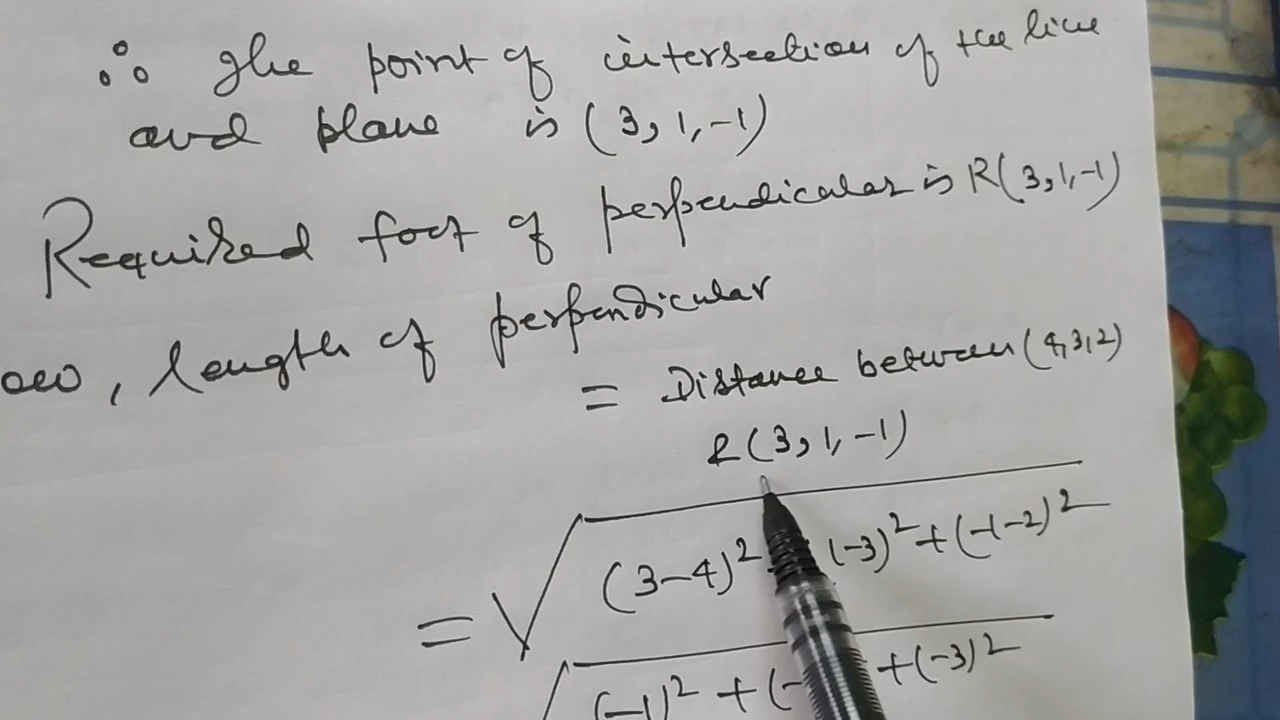 ∴ The point of intersection of the line
and plane is (3, 1, -1)
Required foot of perpendicular is R(3, 1, -1)
, length of perpendicular
= Distance between (4, 3, 2)
R(3, 1, -1)
= √(3-4)² (-3)² + (-1-2)²
√(-1)² + (- + (-3)²